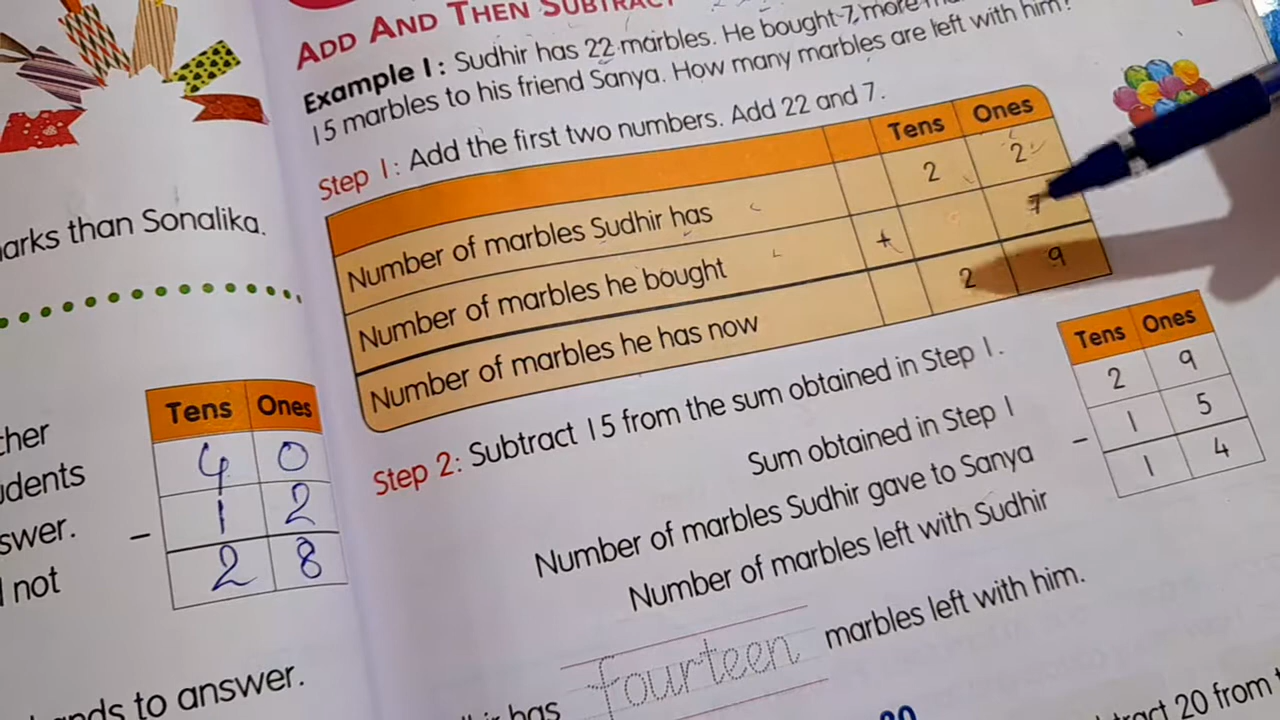 ADD AND THEN SUBTRACT
Example 1: Sudhir has 22 marbles. He bought 7 more
15 marbles to his friend Sanya. How many marbles are left with him?
Step 1: Add the first two numbers. Add 22 and 7.
Tens Ones
Number of marbles Sudhir has 2 2
Number of marbles he bought + 7
Number of marbles he has now 2 9
Step 2: Subtract 15 from the sum obtained in Step 1.
Tens Ones
Sum obtained in Step 1 2 9
Number of marbles Sudhir gave to Sanya - 1 5
Number of marbles left with Sudhir 1 4
has fourteen marbles left with him.
20 from
arks than Sonalika.
Tens Ones
4 0
- 1 2
2 8
udents
swer.
not
to answer.